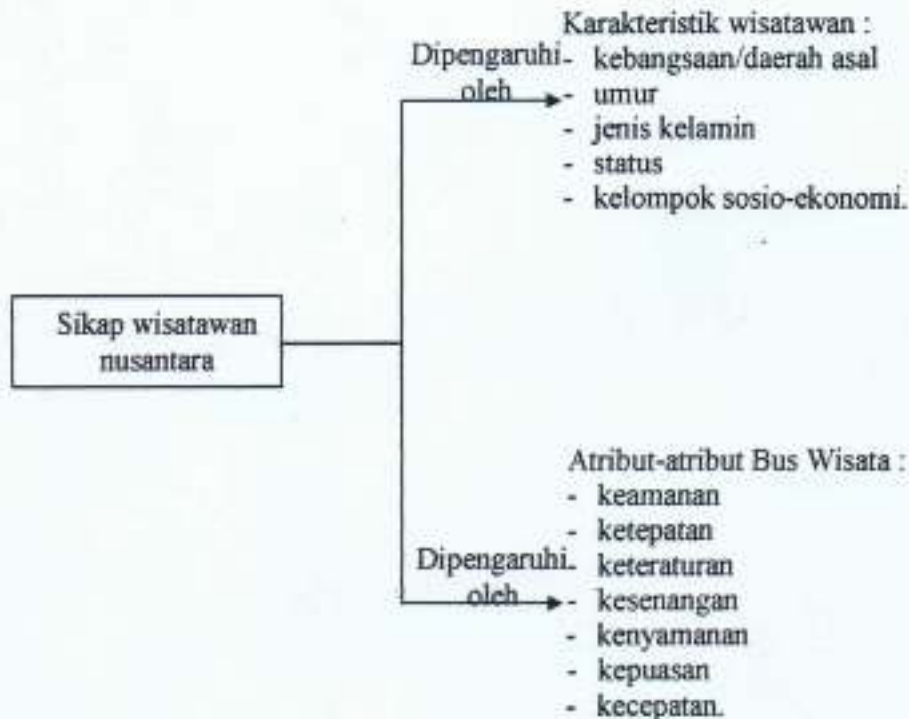 Karakteristik wisatawan :
Dipengaruhi
oleh
- kebangsaan/daerah asal
- umur
- jenis kelamin
- status
- kelompok sosio-ekonomi.
Sikap wisatawan
nusantara
Atribut-atribut Bus Wisata :
Dipengaruhi
oleh
- keamanan
- ketepatan
- keteraturan
- kesenangan
- kenyamanan
- kepuasan
- kecepatan.